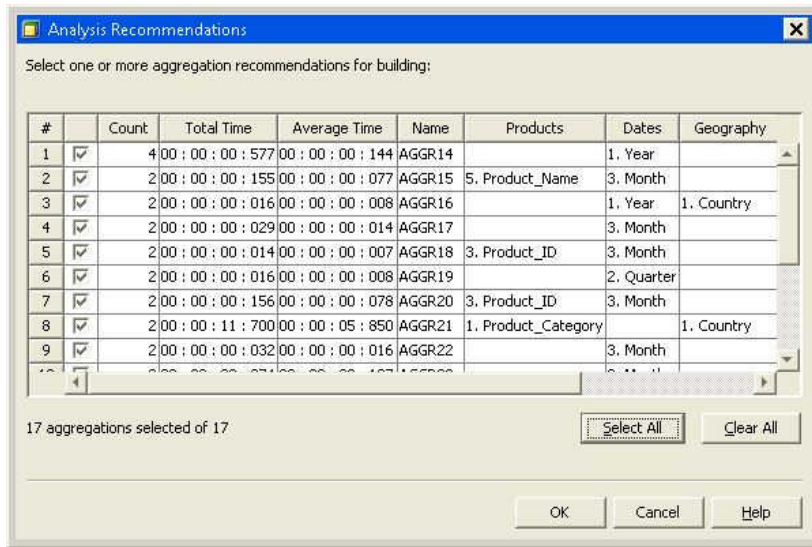 Analysis Recommendations
Select one or more aggregation recommendations for building:
# Count Total Time Average Time Name Products Dates Geography
1 4 00 : 00 : 00 : 577 00 : 00 : 00 : 144 AGGR14 1. Year
2 2 00 : 00 : 00 : 155 00 : 00 : 00 : 077 AGGR15 5. Product_Name 3. Month
3 2 00 : 00 : 00 : 016 00 : 00 : 00 : 008 AGGR16 1. Year 1. Country
4 2 00 : 00 : 00 : 029 00 : 00 : 00 : 014 AGGR17 3. Month
5 2 00 : 00 : 00 : 014 00 : 00 : 00 : 007 AGGR18 3. Product_ID 3. Month
6 2 00 : 00 : 00 : 016 00 : 00 : 00 : 008 AGGR19 2. Quarter
7 2 00 : 00 : 00 : 156 00 : 00 : 00 : 078 AGGR20 3. Product_ID 3. Month
8 2 00 : 00 : 11 : 700 00 : 00 : 05 : 850 AGGR21 1. Product_Category 1. Country
9 2 00 : 00 : 00 : 032 00 : 00 : 00 : 016 AGGR22 3. Month
17 aggregations selected of 17
Select All Clear All
OK Cancel Help